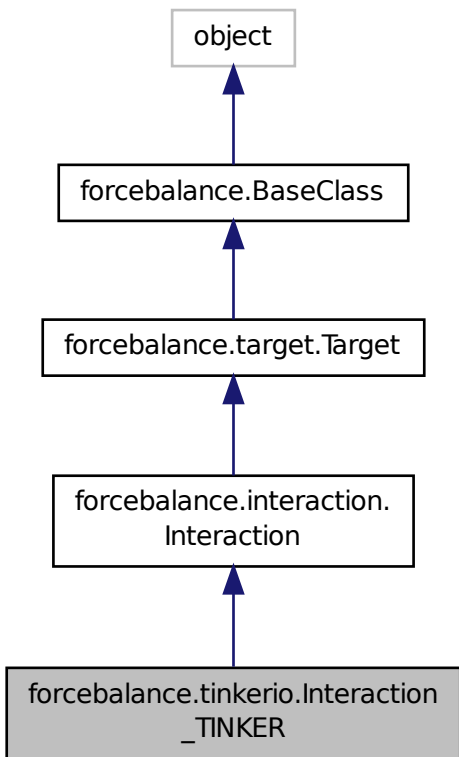 object
forcebalance.BaseClass
forcebalance.target.Target
forcebalance.interaction.
Interaction
forcebalance.tinkerio.Interaction
_TINKER